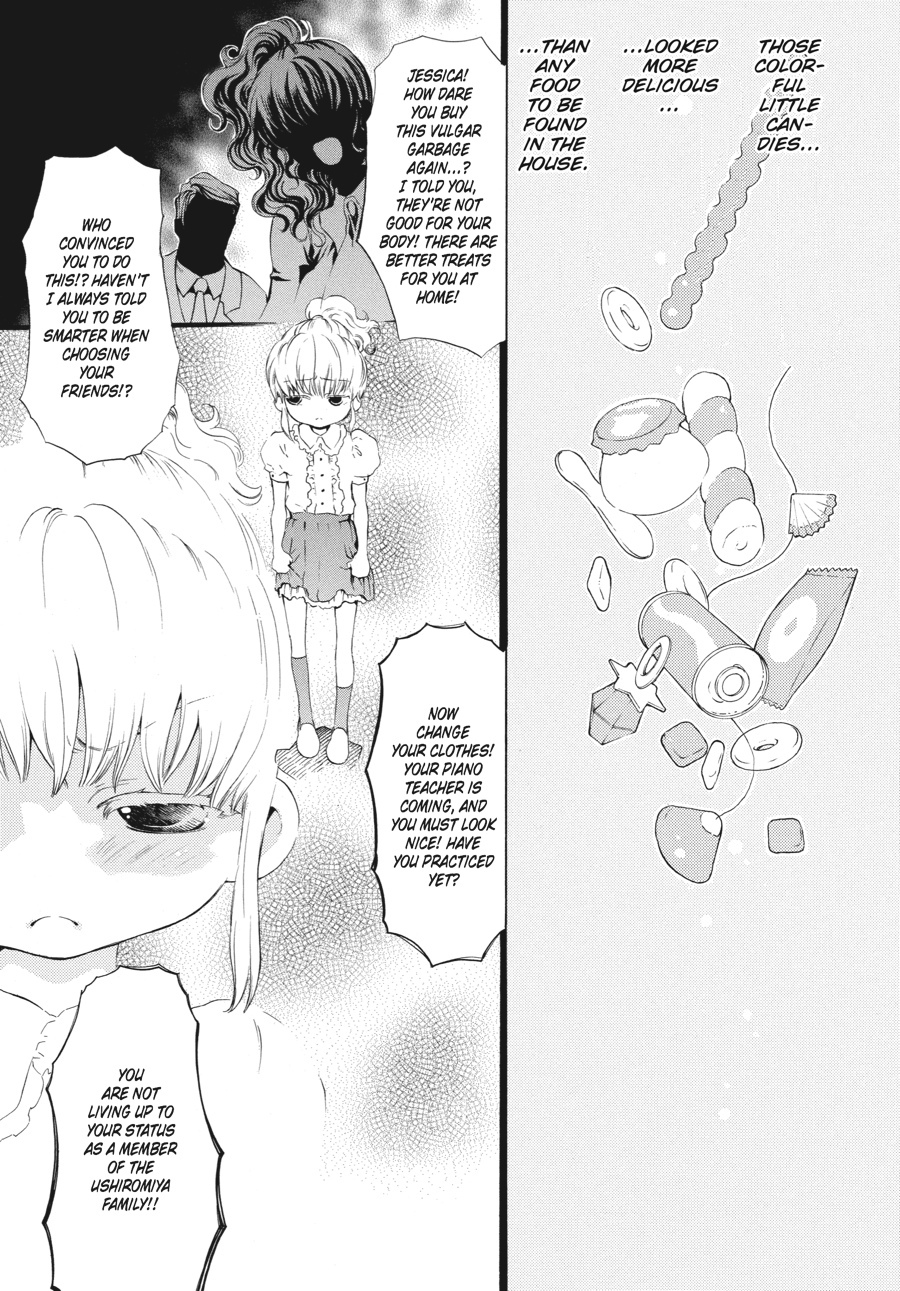 THOSE
COLOR-
FUL
LITTLE
CAN-
DIES...
...LOOKED
MORE
DELICIOUS
...
...THAN
ANY
FOOD
TO BE
FOUND
IN THE
HOUSE.
JESSICA!
HOW DARE
YOU BUY
THIS VULGAR
GARBAGE
AGAIN...?
I TOLD YOU,
THEY'RE NOT
GOOD FOR YOUR
BODY! THERE ARE
BETTER TREATS
FOR YOU AT
HOME!
WHO
CONVINCED
YOU TO DO
THIS!? HAVEN'T
I ALWAYS TOLD
YOU TO BE
SMARTER WHEN
CHOOSING
YOUR
FRIENDS!?
NOW
CHANGE
YOUR CLOTHES!
YOUR PIANO
TEACHER IS
COMING, AND
YOU MUST LOOK
NICE! HAVE
YOU PRACTICED
YET?
YOU
ARE NOT
LIVING UP TO
YOUR STATUS
AS A MEMBER
OF THE
USHIROMIYA
FAMILY!!